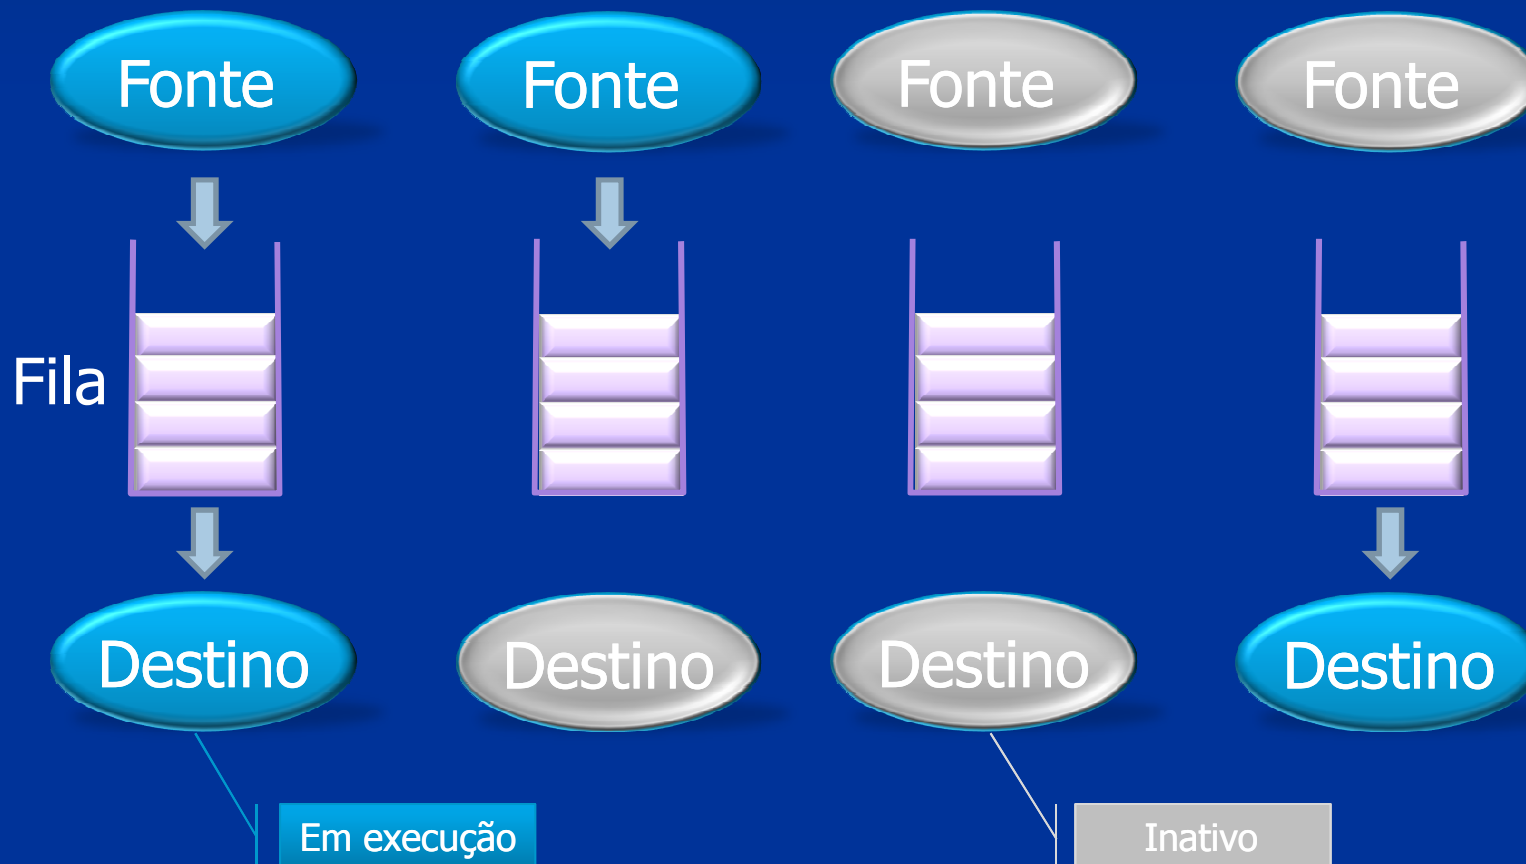 Fonte
Fonte
Fonte
Fonte
Fila
Destino
Destino
Destino
Destino
Em execução
Inativo